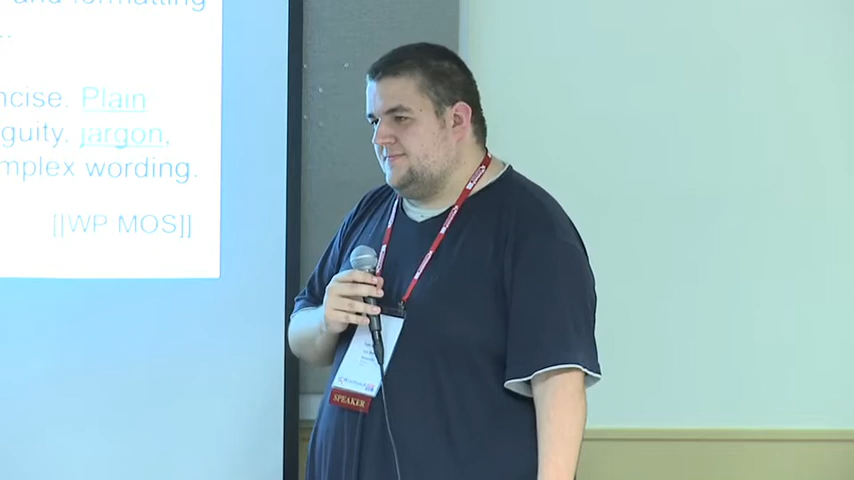 and formatting
..
ncise. Plain
guity. jargon,
mplex wording.
[[WP MOS]]
SPEAKER